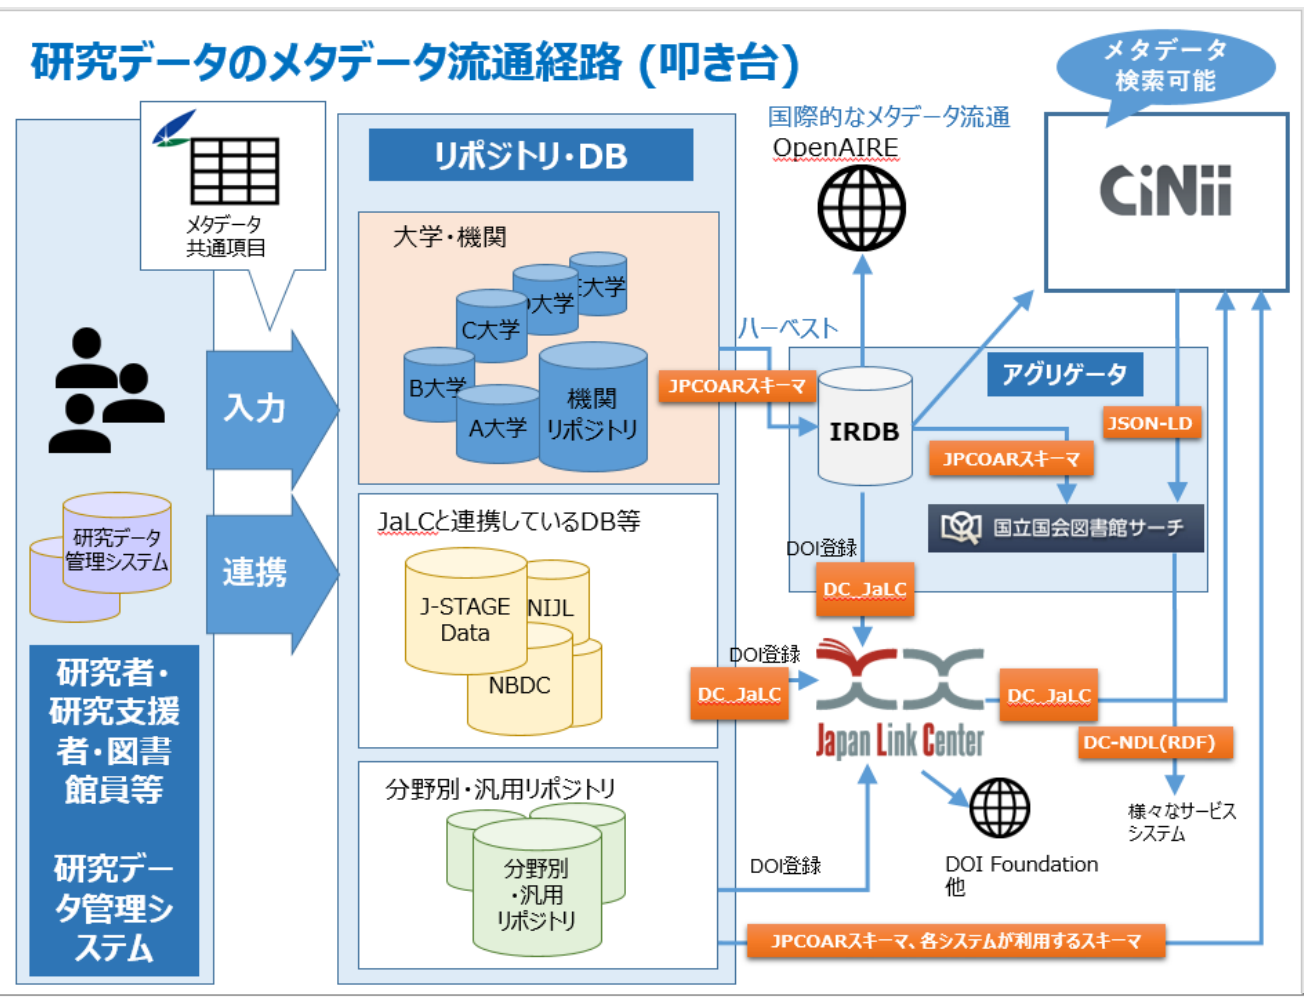 研究データのメタデータ流通経路 (叩き台)
メタデータ
検索可能
メタデータ
共通項目
リポジトリ・DB
国際的なメタデータ流通
OpenAIRE
CiNii
大学・機関
E大学
D大学
C大学
B大学
A大学
機関
リポジトリ
ハーベスト
JPCOARスキーマ
アグリゲータ
IRDB
JSON-LD
JPCOARスキーマ
国立国会図書館サーチ
入力
研究データ
管理システム
連携
JaLCと連携しているDB等
J-STAGE
Data
NIJL
NBDC
DOI登録
DC_JaLC
DOI登録
DC_JaLC
Japan Link Center
DC_JaLC
DC-NDL(RDF)
様々なサービス
システム
研究者・
研究支援
者・図書
館員等
研究デー
タ管理シ
ステム
分野別・汎用リポジトリ
分野別
・汎用
リポジトリ
DOI登録
DOI Foundation
他
JPCOARスキーマ、各システムが利用するスキーマ